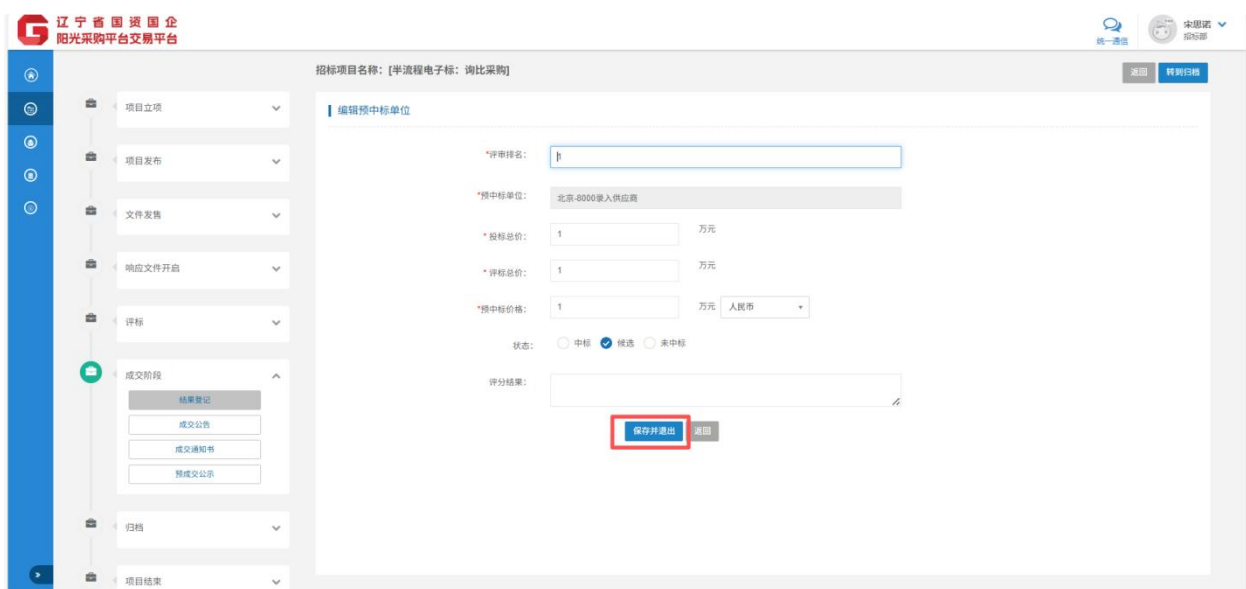 辽宁省国资国企
阳光采购平台交易平台
统一通信
宋思诺
招标部
招标项目名称：[半流程电子标：询比采购]
返回
转到归档
项目立项
项目发布
文件发售
响应文件开启
评标
成交阶段
结果登记
成交公告
成交通知书
预成交公示
归档
项目结束
编辑预中标单位
*评审排名：
1
*预中标单位：
北京-8000录入供应商
* 投标总价：
1
万元
* 评标总价：
1
万元
*预中标价格：
1
万元
人民币
状态：
中标
候选
未中标
评分结果：
保存并退出
返回